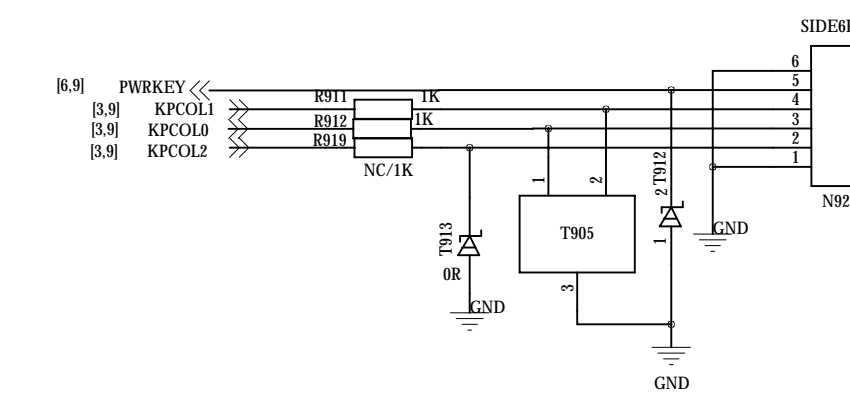 SIDE6P
6
[6,9] PWRKEY
5
R911 1K
[3,9] KPCOL1
4
R912 1K
[3,9] KPCOL0
3
R919
[3,9] KPCOL2
2
1
NC/1K
1
2
2 T912
N92
T913
T905
GND
1
0R
3
GND
GND